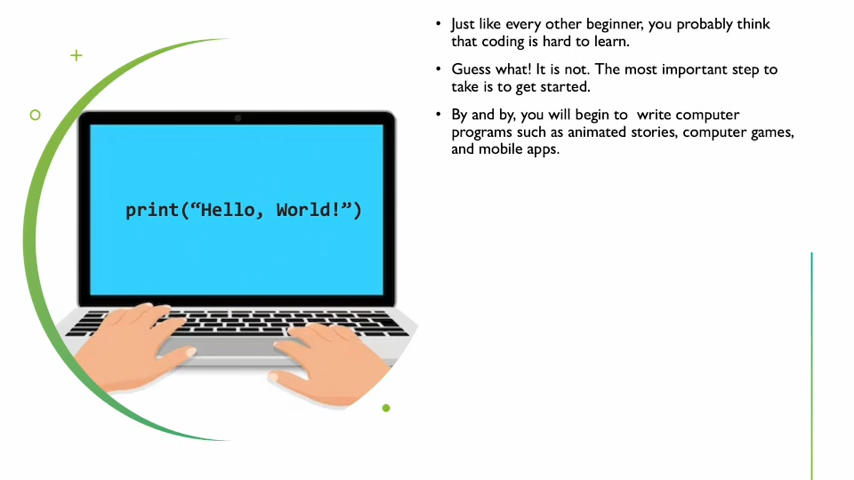 • Just like every other beginner, you probably think
that coding is hard to learn.
• Guess what! It is not. The most important step to
take is to get started.
• By and by, you will begin to  write computer
programs such as animated stories, computer games,
and mobile apps.
print(“Hello, World!”)